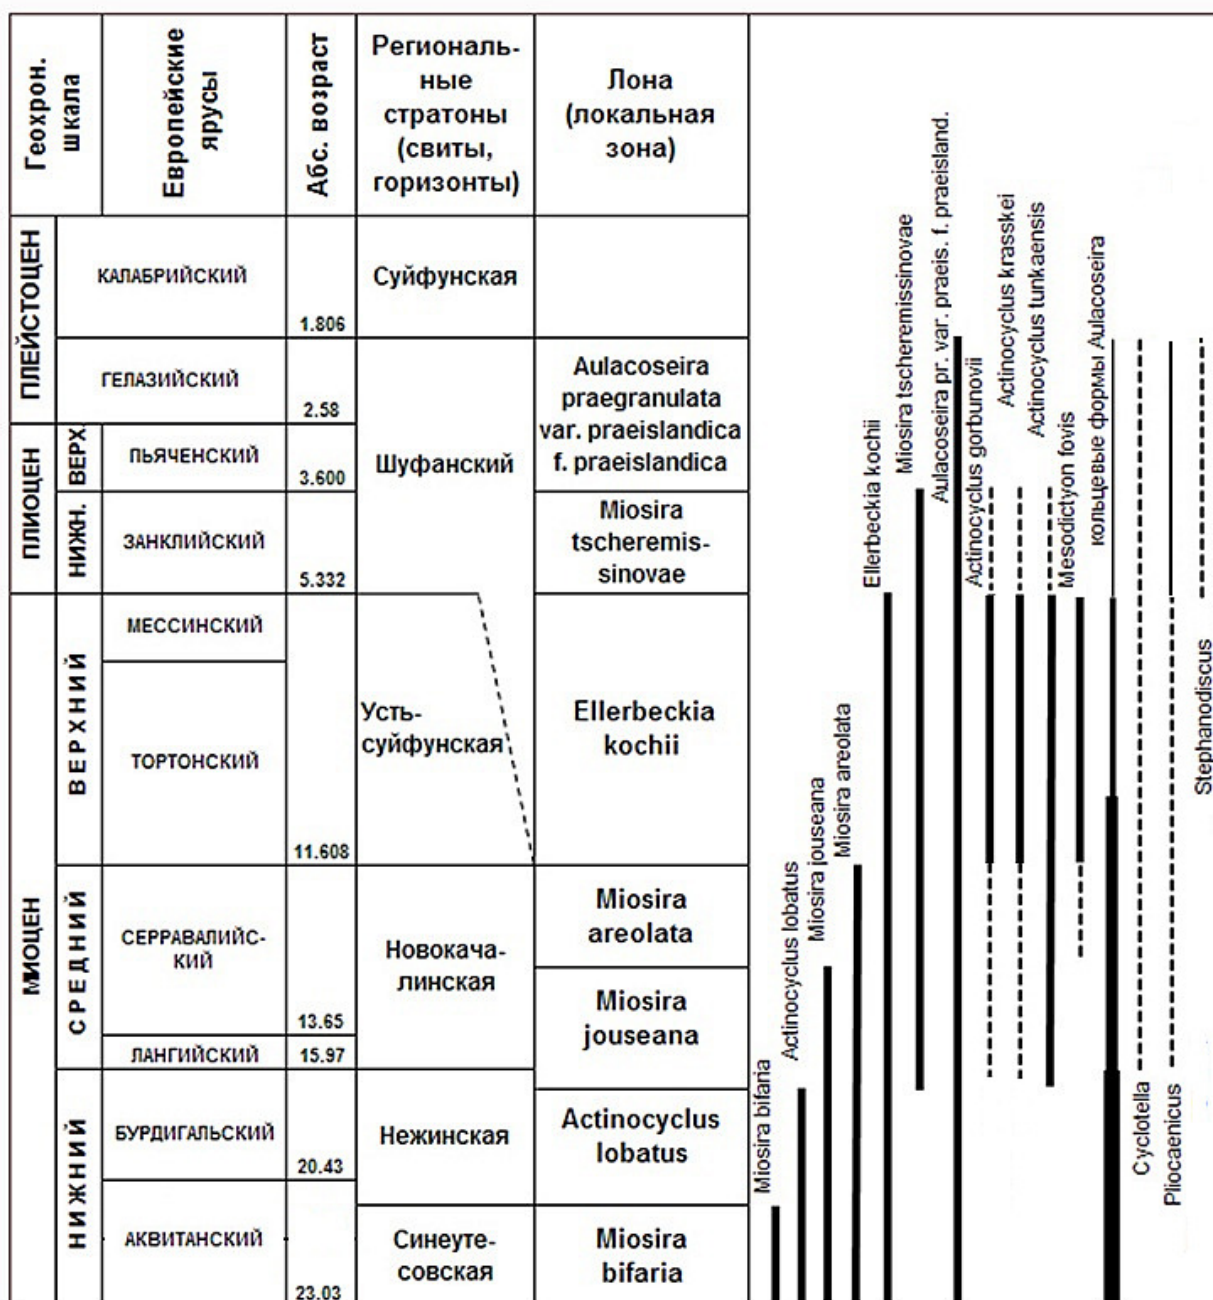 Геохрон.
шкала
Европейские
ярусы
Абс. возраст
Региональ-
ные
стратоны
(свиты,
горизонты)
Лона
(локальная
зона)
ПЛЕЙСТОЦЕН
КАЛАБРИЙСКИЙ
1.806
Суйфунская
ГЕЛАЗИЙСКИЙ
2.58
Шуфанский
Aulacoseira
praegranulata
var. praeislandica
f. praeislandica
ПЛИОЦЕН
ВЕРХ.
ПЬЯЧЕНСКИЙ
3.600
НИЖН.
ЗАНКЛИЙСКИЙ
5.332
Miosira
tscheremis-
sinovae
МИОЦЕН
ВЕРХНИЙ
МЕССИНСКИЙ
ТОРТОНСКИЙ
11.608
Усть-
суйфунская
Ellerbeckia
kochii
СРЕДНИЙ
СЕРРАВАЛИЙС-
КИЙ
13.65
Новокача-
линская
Miosira
areolata
Miosira
jouseana
ЛАНГИЙСКИЙ
15.97
НИЖНИЙ
БУРДИГАЛЬСКИЙ
20.43
Нежинская
Actinocyclus
lobatus
АКВИТАНСКИЙ
23.03
Синеуте-
совская
Miosira
bifaria
Miosira bifaria
Actinocyclus lobatus
Miosira jouseana
Miosira areolata
Ellerbeckia kochii
Miosira tscheremissinovae
Aulacoseira pr. var. praeis. f. praeisland.
Actinocyclus gorbunovii
Actinocyclus krasskei
Actinocyclus tunkaensis
Mesodictyon fovis
кольцевые формы Aulacoseira
Cyclotella
Pliocaenicus
Stephanodiscus